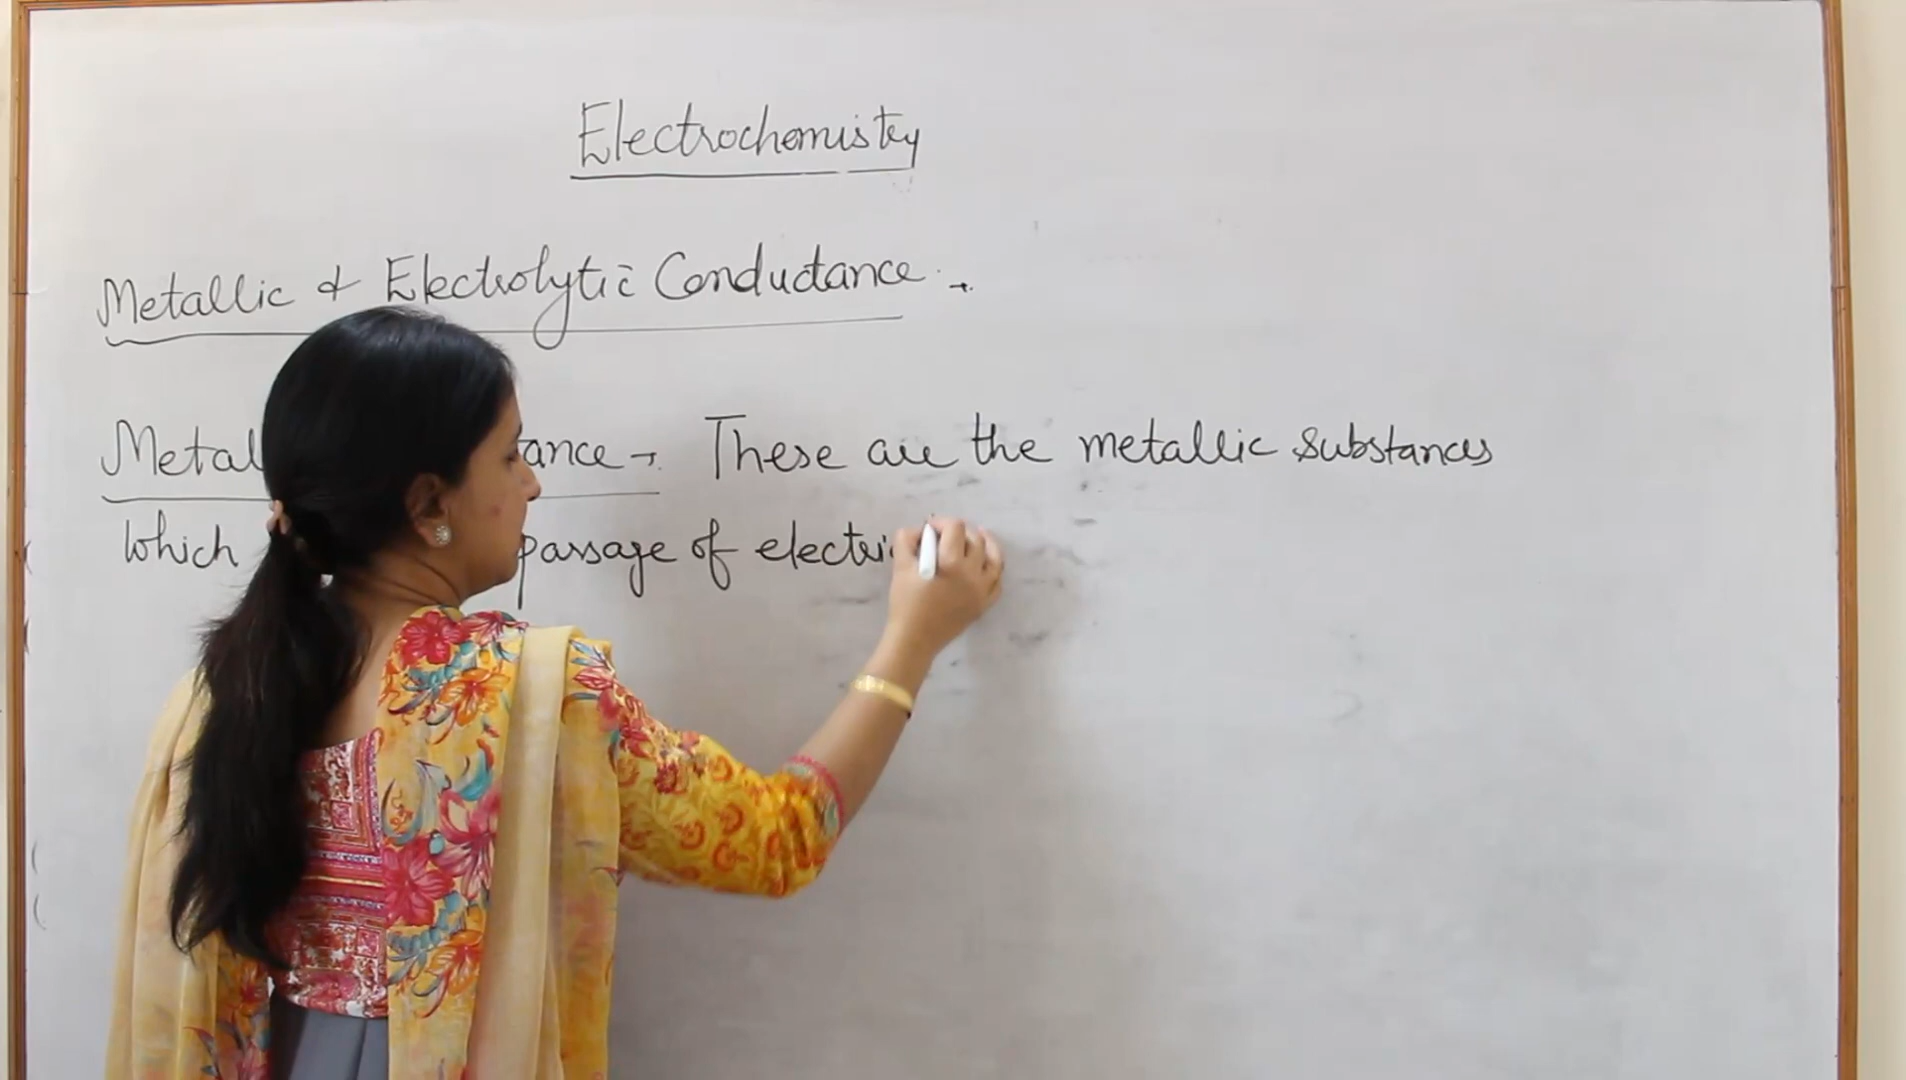 Electrochemistry
Metallic & Electrolytic Conductance →
Metal ance → These are the metallic substances
which passage of electri